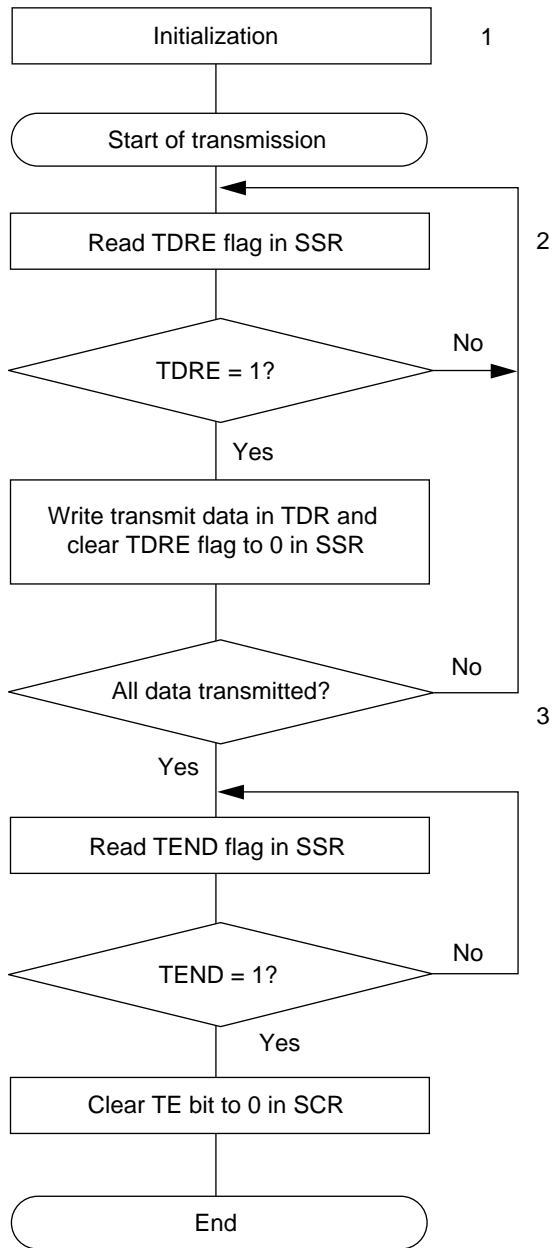 Initialization
1
Start of transmission
Read TDRE flag in SSR
2
TDRE = 1?
No
Yes
Write transmit data in TDR and
clear TDRE flag to 0 in SSR
All data transmitted?
No
3
Yes
Read TEND flag in SSR
TEND = 1?
No
Yes
Clear TE bit to 0 in SCR
End